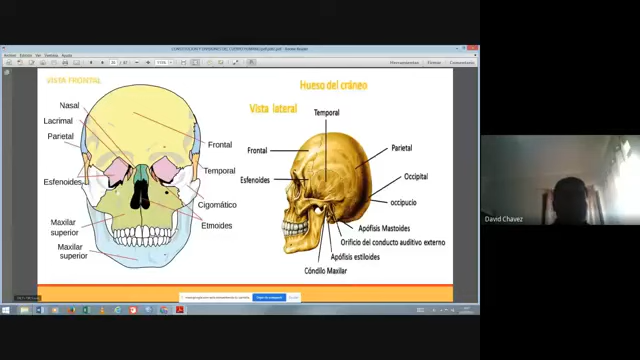 Herramientas
Firmar
Comentario
VISTA FRONTAL
Nasal
Lacrimal
Parietal
Esfenoides
Maxilar
superior
Maxilar
superior
Frontal
Temporal
Cigomático
Etmoides
Hueso del cráneo
Vista lateral
Temporal
Frontal
Esfenoides
Parietal
Occipital
occipucio
Apófisis Mastoides
Orificio del conducto auditivo externo
Apófisis estiloides
Cóndilo Maxilar
David Chavez